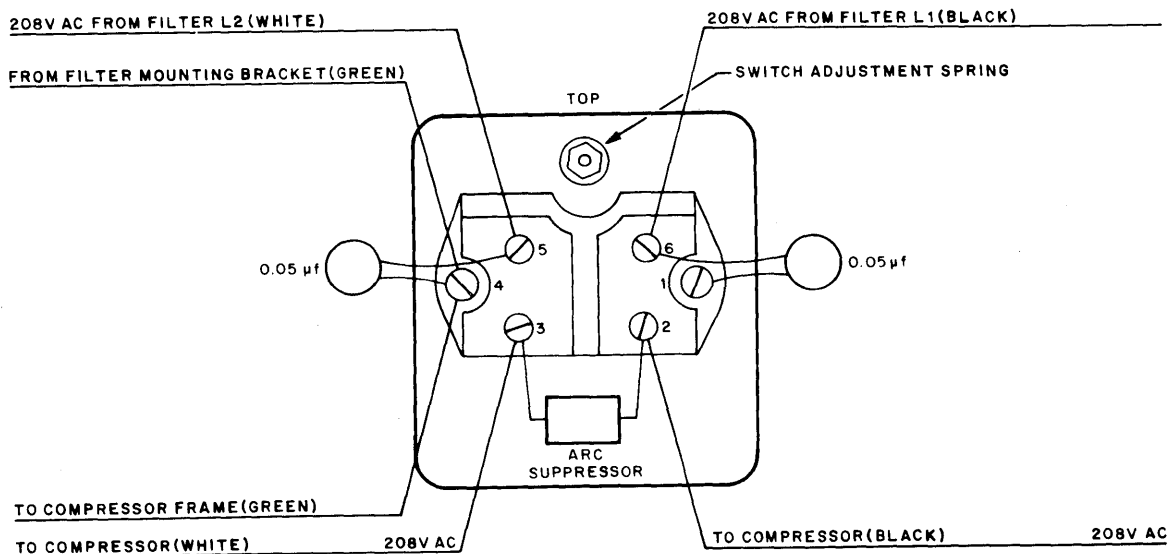 208V AC FROM FILTER L2(WHITE)
208V AC FROM FILTER L1(BLACK)
FROM FILTER MOUNTING BRACKET(GREEN)
SWITCH ADJUSTMENT SPRING
TOP
5
6
0.05 µf
4
1
0.05 µf
3
2
ARC
SUPPRESSOR
TO COMPRESSOR FRAME(GREEN)
TO COMPRESSOR(WHITE) 208V AC
TO COMPRESSOR(BLACK) 208V AC